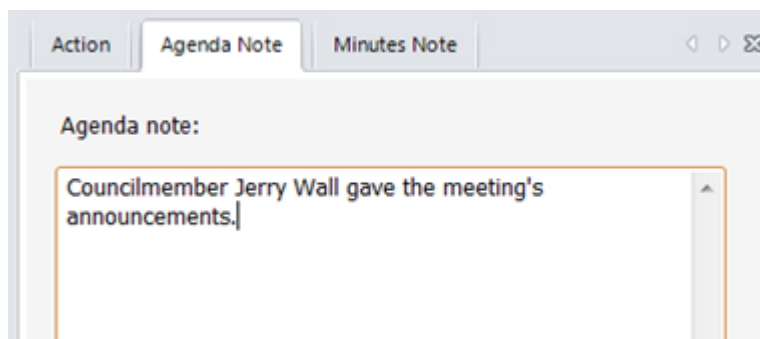 Action Agenda Note Minutes Note
Agenda note:
Councilmember Jerry Wall gave the meeting's
announcements.